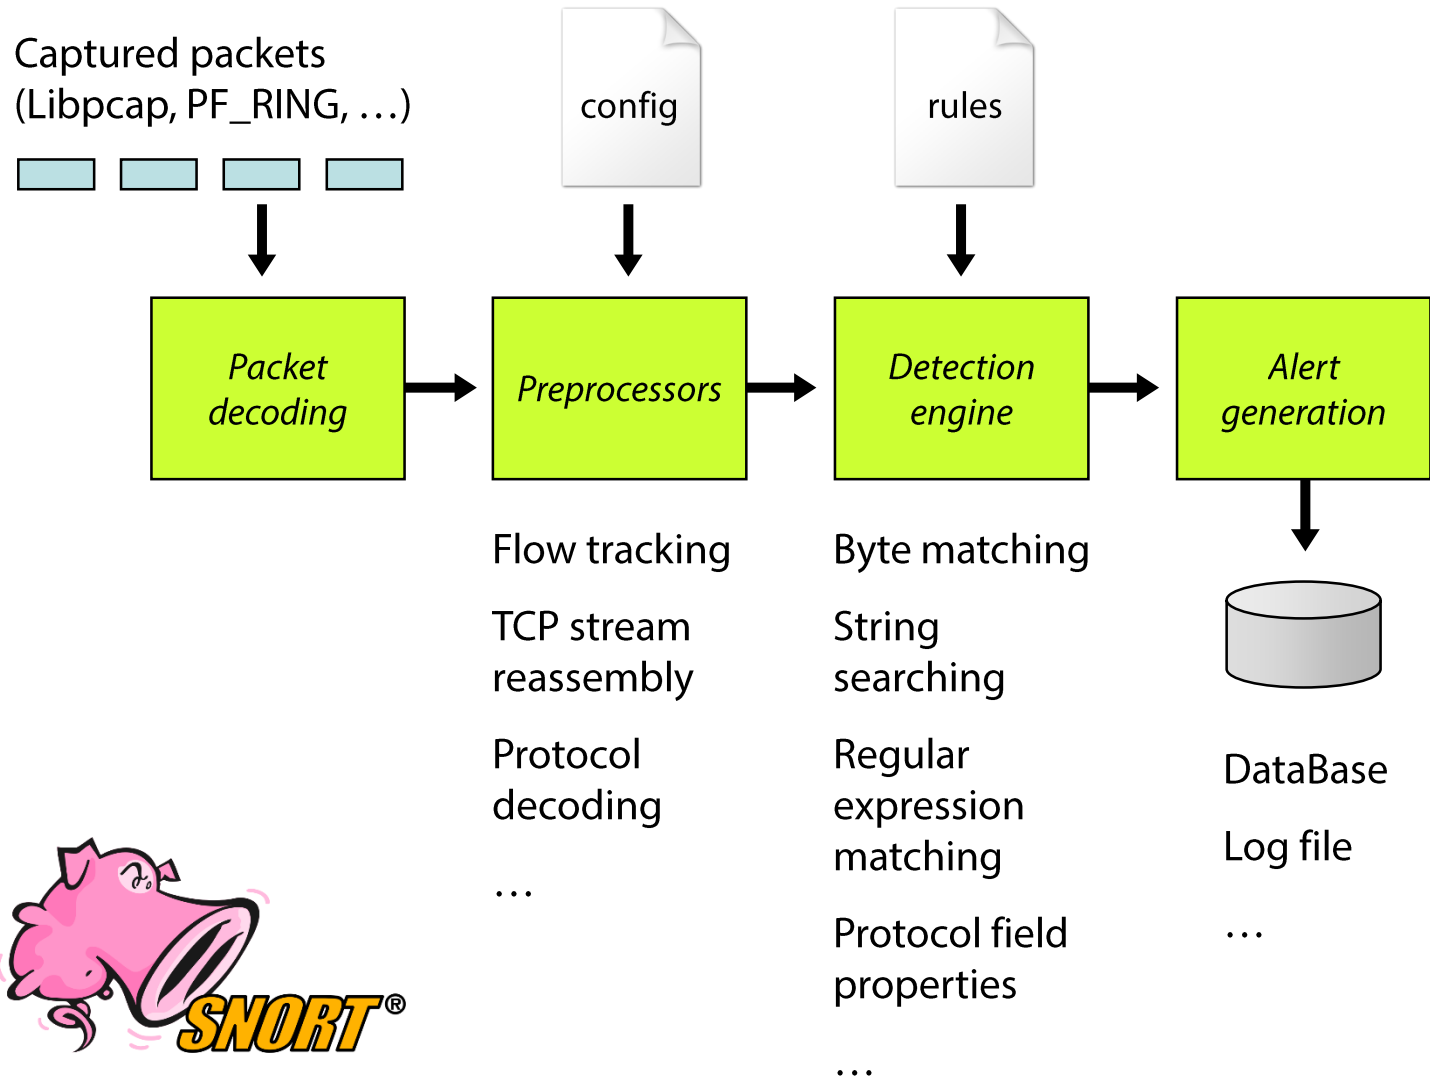 Captured packets
(Libpcap, PF_RING, …)
config
rules
Packet
decoding
Preprocessors
Detection
engine
Alert
generation
Flow tracking
TCP stream
reassembly
Protocol
decoding
…
Byte matching
String
searching
Regular
expression
matching
Protocol field
properties
…
DataBase
Log file
…
SNORT®